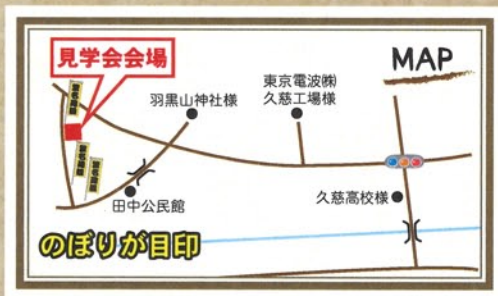 見学会会場
MAP
東京電波㈱
久慈工場様
羽黒山神社様
田中公民館
久慈高校様
のぼりが目印